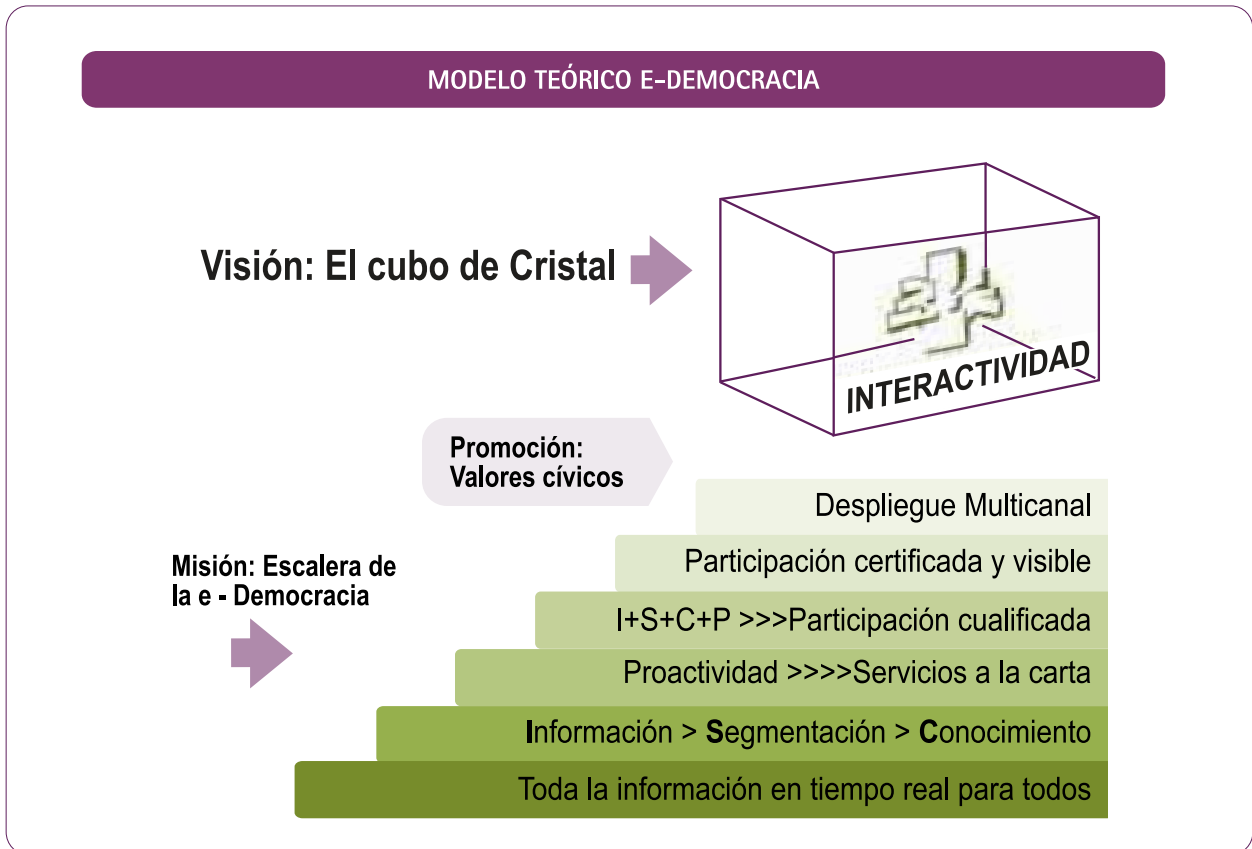 MODELO TEÓRICO E-DEMOCRACIA
Visión: El cubo de Cristal
INTERACTIVIDAD
Promoción:
Valores cívicos
Despliegue Multicanal
Participación certificada y visible
Misión: Escalera de
la e - Democracia
I+S+C+P >>>Participación cualificada
Proactividad >>>>Servicios a la carta
Información > Segmentación > Conocimiento
Toda la información en tiempo real para todos